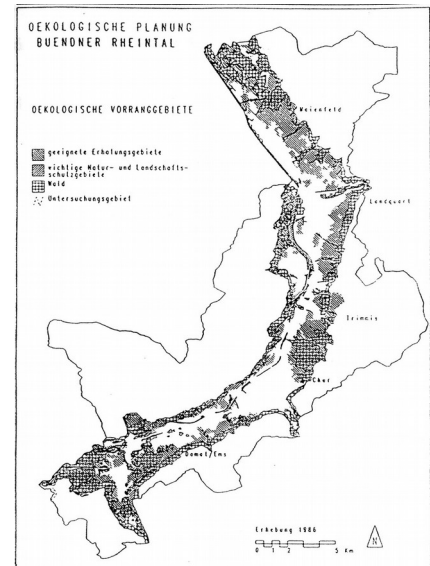 OEKOLOGISCHE PLANUNG
BUENDNER RHEINTAL
OEKOLOGISCHE VORRANGGEBIETE
geeignete Erholungsgebiete
wichtige Natur- und Landschafts-
schutzgebiete
Wald
Untersuchungsgebiet
Maienfeld
Landquart
Trimmis
Chur
Domat/Ems
Erhebung 1986
0 1 2 5 Km
N